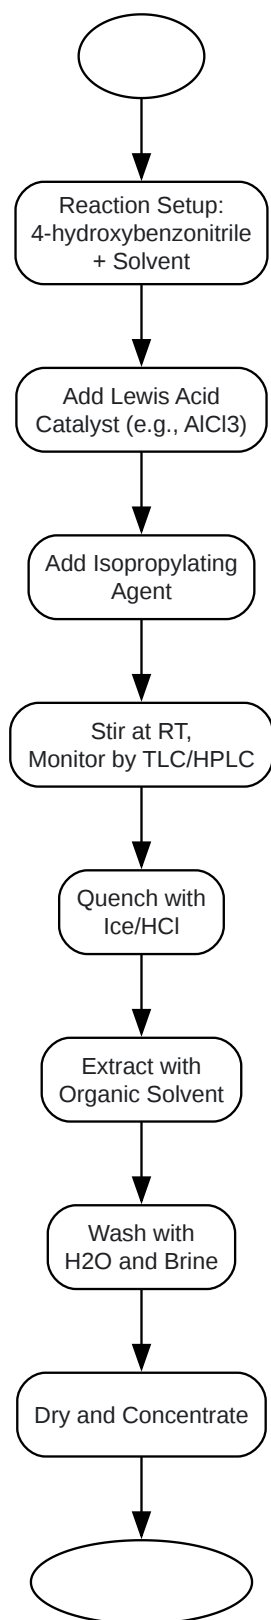 Reaction Setup:
4-hydroxybenzonitrile
+ Solvent
Add Lewis Acid
Catalyst (e.g., AlCl3)
Add Isopropylating
Agent
Stir at RT,
Monitor by TLC/HPLC
Quench with
Ice/HCl
Extract with
Organic Solvent
Wash with
H2O and Brine
Dry and Concentrate